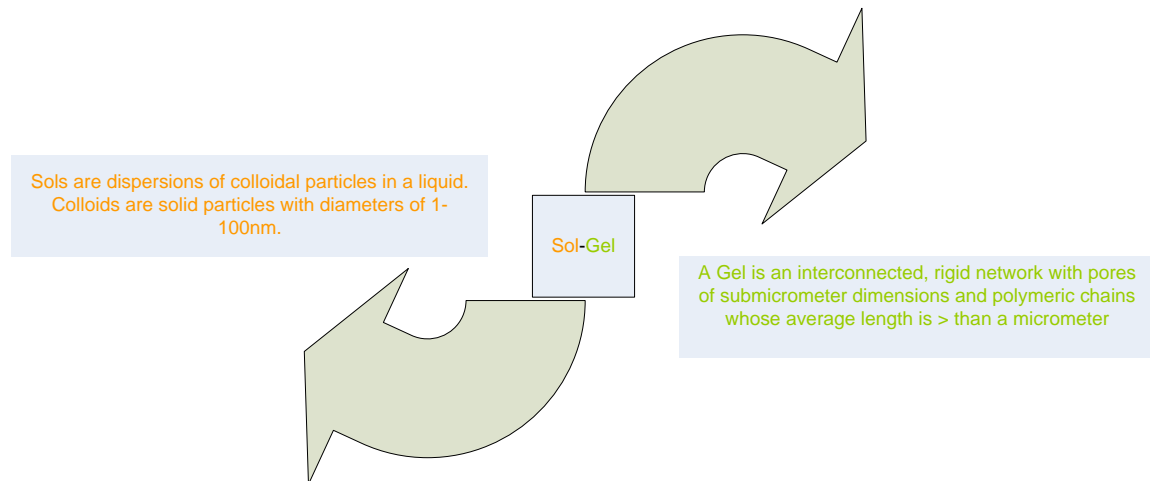 Sols are dispersions of colloidal particles in a liquid.
Colloids are solid particles with diameters of 1-
100nm.
Sol-Gel
A Gel is an interconnected, rigid network with pores
of submicrometer dimensions and polymeric chains
whose average length is > than a micrometer